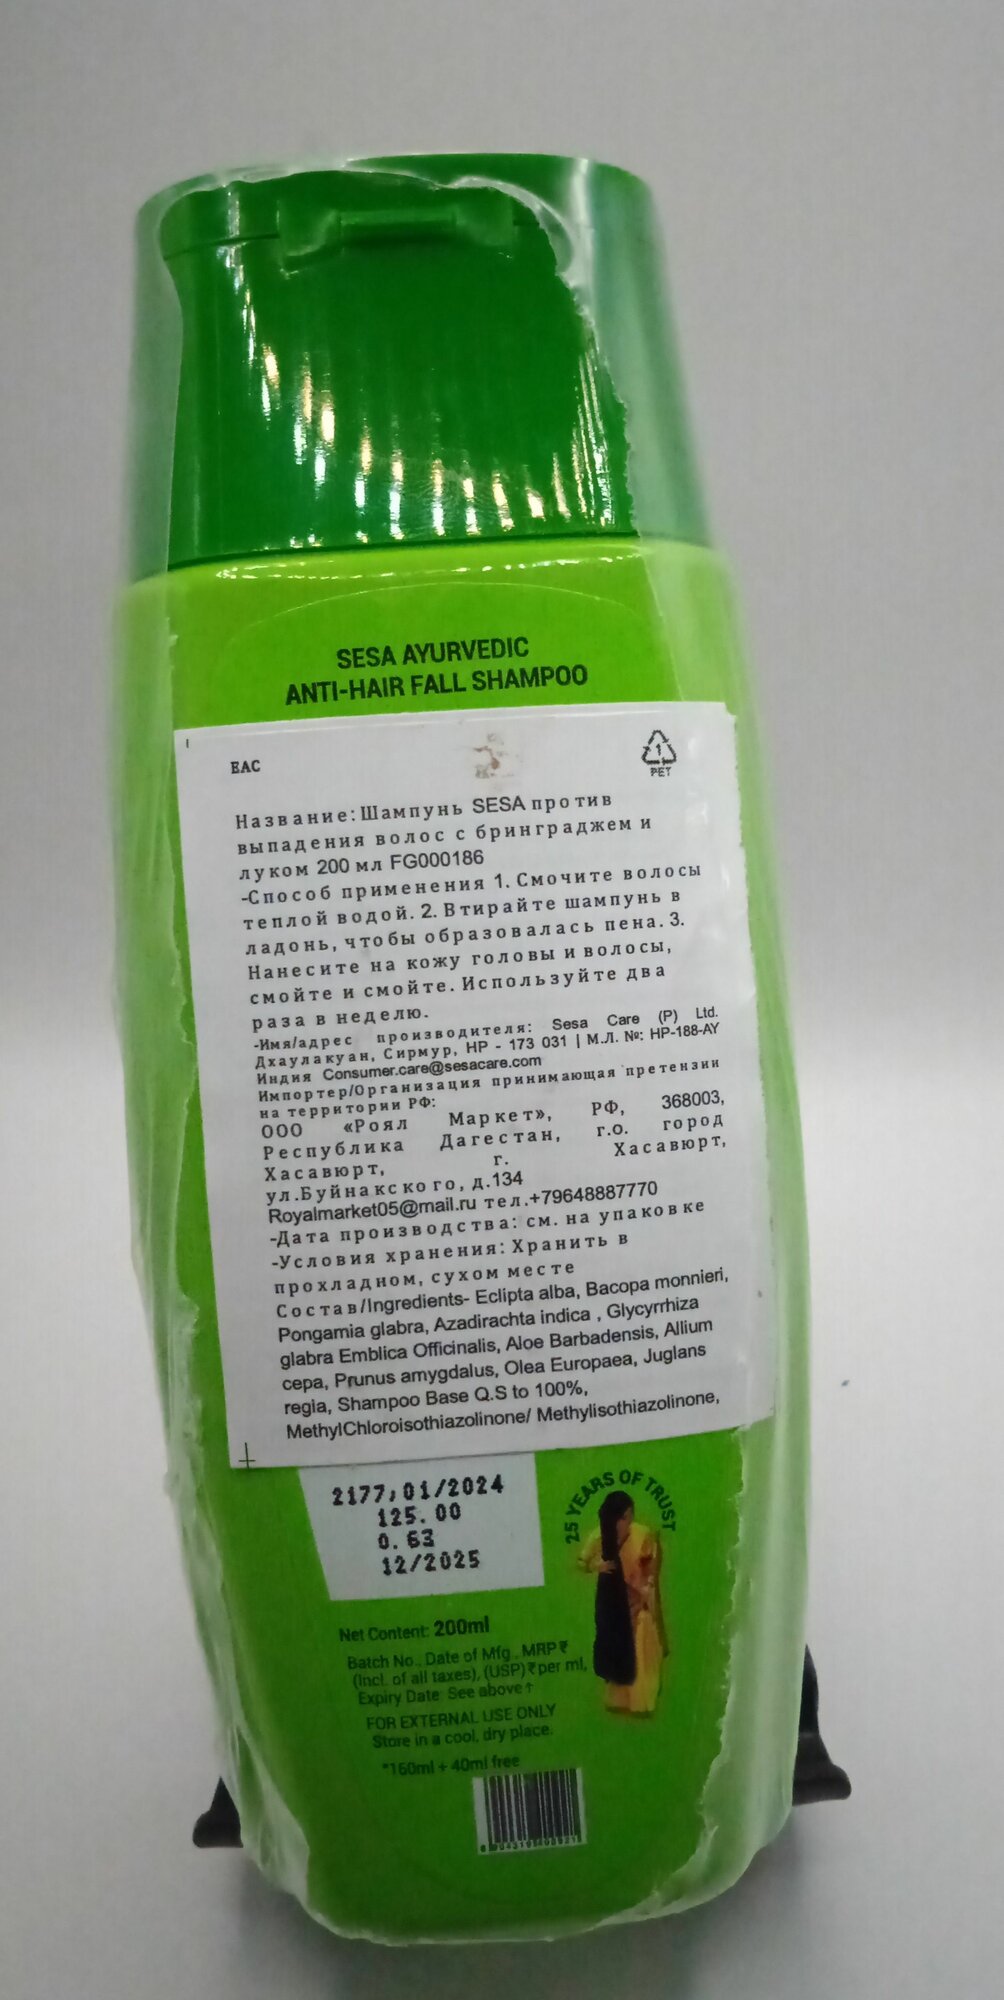 SESA AYURVEDIC
ANTI-HAIR FALL SHAMPOO
EAC
1
PET
Название: Шампунь SESA против
выпадения волос с бринграджем и
луком 200 мл FG000186
-Способ применения 1. Смочите волосы
теплой водой. 2. Втирайте шампунь в
ладонь, чтобы образовалась пена. 3.
Нанесите на кожу головы и волосы,
смойте и смойте. Используйте два
раза в неделю.
-Имя/адрес производителя: Sesa Care (P) Ltd.
Дхаулакуан, Сирмур, HP - 173 031 | М.Л. №: HP-188-AY
Индия Consumer.care@sesacare.com
Импортер/Организация принимающая претензии
на территории РФ:
ООО «Роял Маркет», РФ, 368003,
Республика Дагестан, г.о. город
Хасавюрт, г. Хасавюрт,
ул.Буйнакского, д.134
Royalmarket05@mail.ru тел.+79648887770
-Дата производства: см. на упаковке
-Условия хранения: Хранить в
прохладном, сухом месте
Состав/Ingredients- Eclipta alba, Bacopa monnieri,
Pongamia glabra, Azadirachta indica , Glycyrrhiza
glabra Emblica Officinalis, Aloe Barbadensis, Allium
cepa, Prunus amygdalus, Olea Europaea, Juglans
regia, Shampoo Base Q.S to 100%,
MethylChloroisothiazolinone/ Methylisothiazolinone,
2177,01/2024
125.00
0.63
12/2025
25 YEARS OF TRUST
Net Content: 200ml
Batch No., Date of Mfg., MRP ₹
(Incl. of all taxes), (USP) ₹ per ml,
Expiry Date: See above ↑
FOR EXTERNAL USE ONLY
Store in a cool, dry place.
*160ml + 40ml free